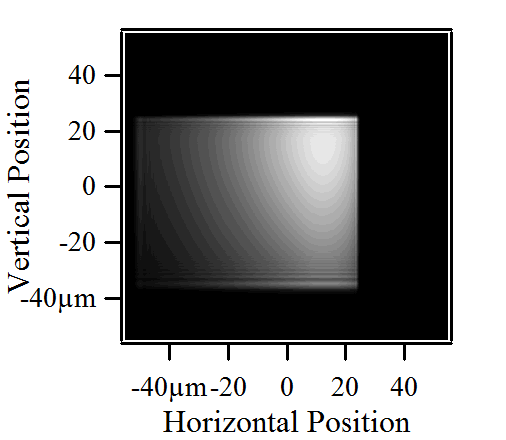 40
20
0
-20
-40µm
Vertical Position
-40µm -20 0 20 40
Horizontal Position